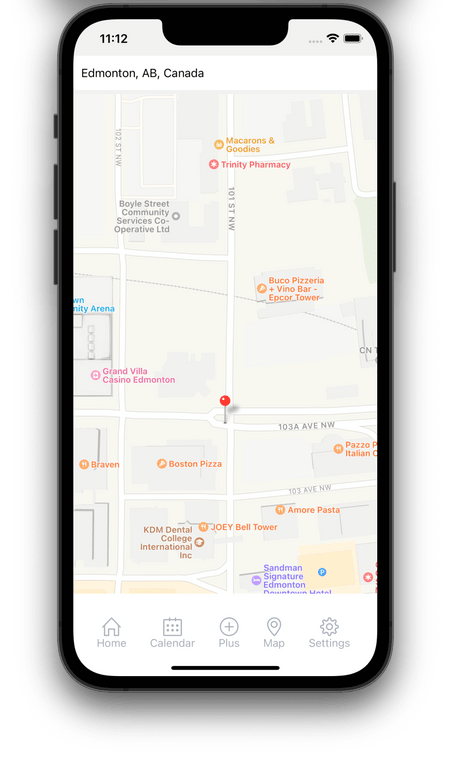 11:12
Edmonton, AB, Canada
102 ST NW
Macarons &
Goodies
Trinity Pharmacy
101 ST NW
Boyle Street
Community
Services Co-
Operative Ltd
Buco Pizzeria
+ Vino Bar -
Epcor Tower
wn
nity Arena
CN T
Grand Villa
Casino Edmonton
103A AVE NW
Pazzo P
Italian C
Braven
Boston Pizza
103 AVE NW
Amore Pasta
JOEY Bell Tower
KDM Dental
College
International
Inc
Sandman
Signature
Edmonton
Downtown Hotel
P
Home
Calendar
Plus
Map
Settings